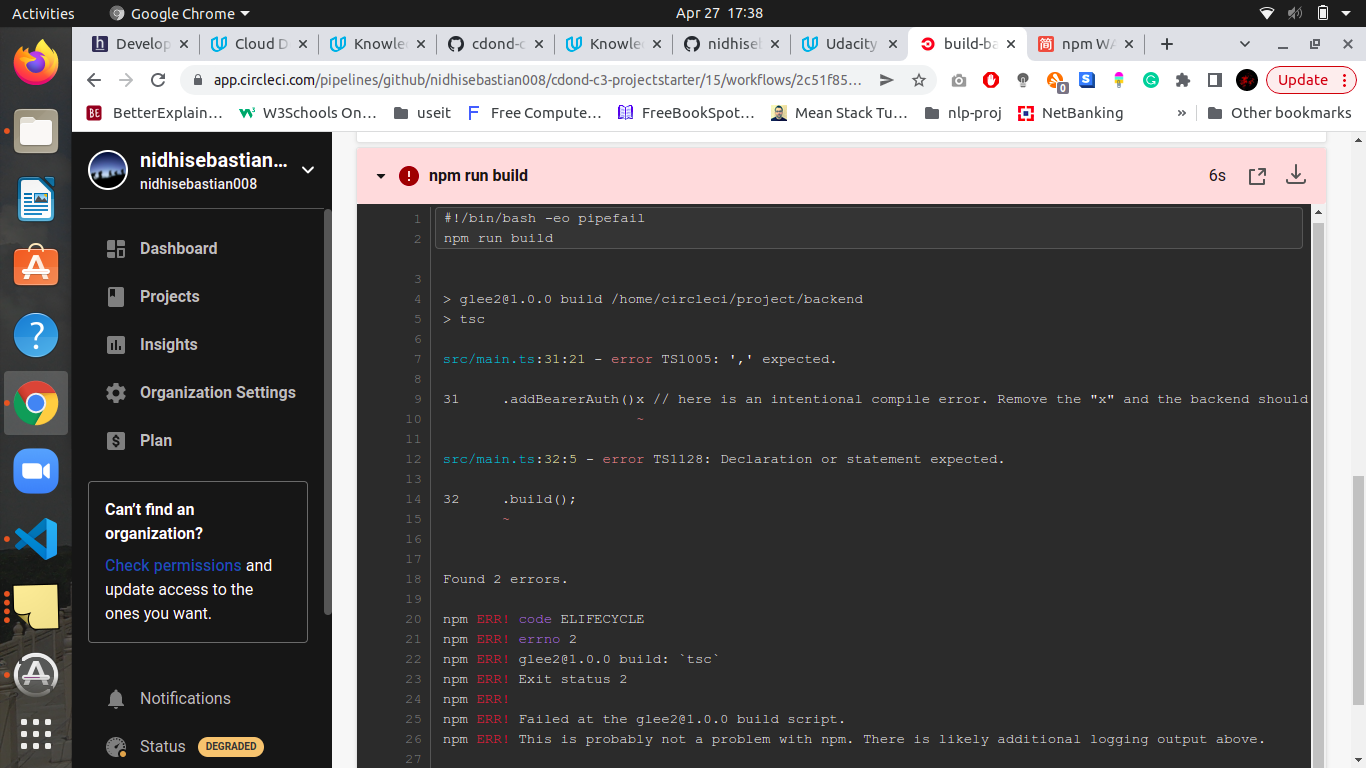 Activities
Google Chrome
Apr 27 17:38
Develop
Cloud D
Knowle
cdond-c
Knowle
nidhiseb
Udacity
build-ba
npm WA
app.circleci.com/pipelines/github/nidhisebastian008/cdond-c3-projectstarter/15/workflows/2c51f85…
0
Update
BetterExplain…
W3Schools On…
useit
Free Compute…
FreeBookSpot…
Mean Stack Tu…
nlp-proj
NetBanking
»
Other bookmarks
nidhisebastian...
nidhisebastian008
Dashboard
Projects
Insights
Organization Settings
Plan
Can't find an
organization?
Check permissions and
update access to the
ones you want.
Notifications
Status DEGRADED
npm run build
6s
1 #!/bin/bash -eo pipefail
2 npm run build
3
4 > glee2@1.0.0 build /home/circleci/project/backend
5 > tsc
6
7 src/main.ts:31:21 - error TS1005: ',' expected.
8
9 31 .addBearerAuth()x // here is an intentional compile error. Remove the "x" and the backend should
10 ~
11
12 src/main.ts:32:5 - error TS1128: Declaration or statement expected.
13
14 32 .build();
15 ~
16
17
18 Found 2 errors.
19
20 npm ERR! code ELIFECYCLE
21 npm ERR! errno 2
22 npm ERR! glee2@1.0.0 build: `tsc`
23 npm ERR! Exit status 2
24 npm ERR!
25 npm ERR! Failed at the glee2@1.0.0 build script.
26 npm ERR! This is probably not a problem with npm. There is likely additional logging output above.
27